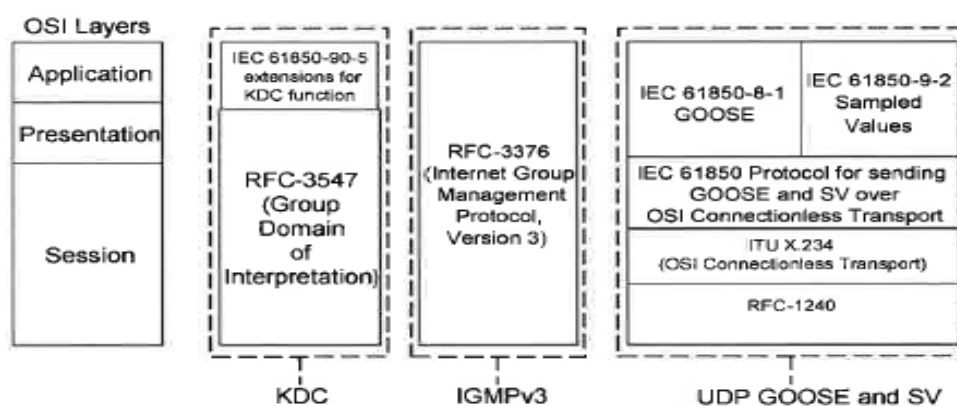 OSI Layers
Application
Presentation
Session
IEC 61850-90-5
extensions for
KDC function
RFC-3547
(Group
Domain
of
Interpretation)
KDC
RFC-3376
(Internet Group
Management
Protocol,
Version 3)
IGMPv3
IEC 61850-8-1
GOOSE
IEC 61850-9-2
Sampled
Values
IEC 61850 Protocol for sending
GOOSE and SV over
OSI Connectionless Transport
ITU X.234
(OSI Connectionless Transport)
RFC-1240
UDP GOOSE and SV